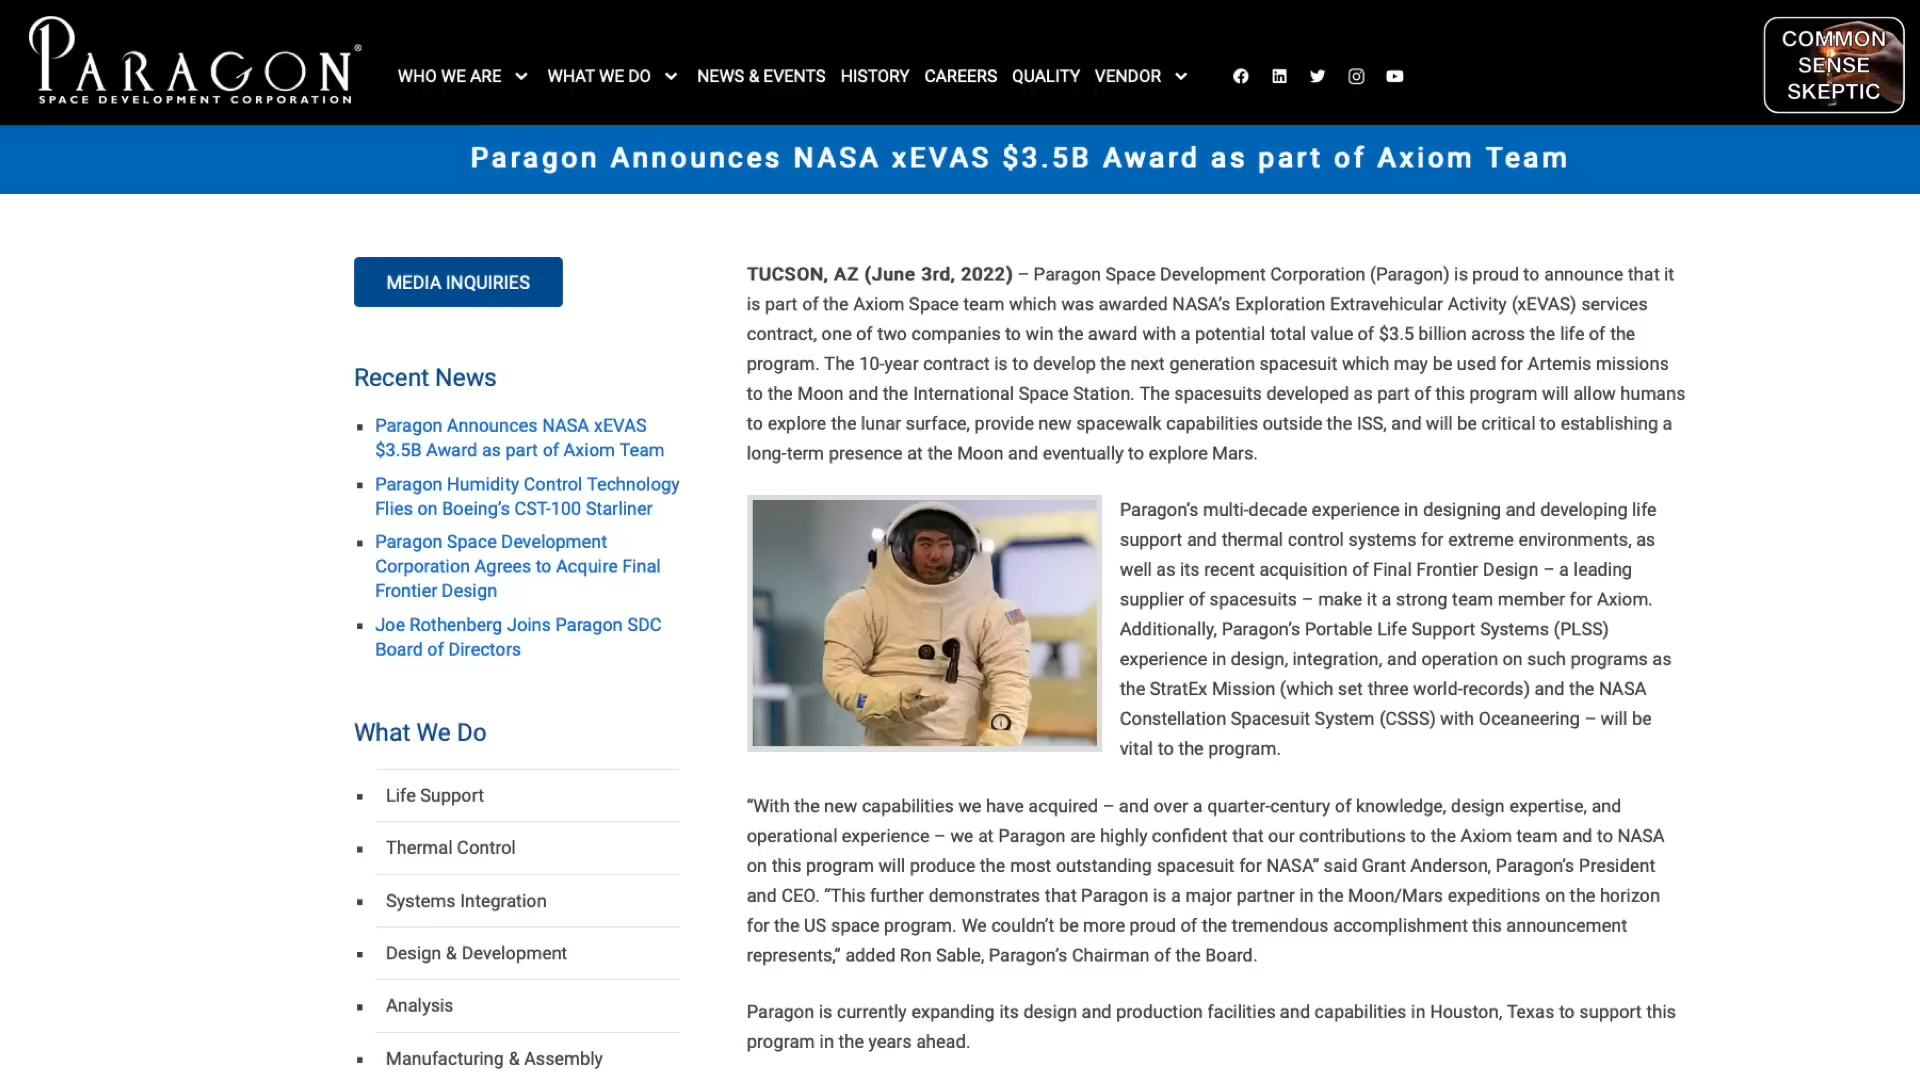 PARAGON®
SPACE DEVELOPMENT CORPORATION
WHO WE ARE WHAT WE DO NEWS & EVENTS HISTORY CAREERS QUALITY VENDOR
COMMON
SENSE
SKEPTIC
Paragon Announces NASA xEVAS $3.5B Award as part of Axiom Team
MEDIA INQUIRIES
Recent News
Paragon Announces NASA xEVAS
$3.5B Award as part of Axiom Team
Paragon Humidity Control Technology
Flies on Boeing’s CST-100 Starliner
Paragon Space Development
Corporation Agrees to Acquire Final
Frontier Design
Joe Rothenberg Joins Paragon SDC
Board of Directors
What We Do
Life Support
Thermal Control
Systems Integration
Design & Development
Analysis
Manufacturing & Assembly
TUCSON, AZ (June 3rd, 2022) – Paragon Space Development Corporation (Paragon) is proud to announce that it
is part of the Axiom Space team which was awarded NASA’s Exploration Extravehicular Activity (xEVAS) services
contract, one of two companies to win the award with a potential total value of $3.5 billion across the life of the
program. The 10-year contract is to develop the next generation spacesuit which may be used for Artemis missions
to the Moon and the International Space Station. The spacesuits developed as part of this program will allow humans
to explore the lunar surface, provide new spacewalk capabilities outside the ISS, and will be critical to establishing a
long-term presence at the Moon and eventually to explore Mars.
Paragon’s multi-decade experience in designing and developing life
support and thermal control systems for extreme environments, as
well as its recent acquisition of Final Frontier Design – a leading
supplier of spacesuits – make it a strong team member for Axiom.
Additionally, Paragon’s Portable Life Support Systems (PLSS)
experience in design, integration, and operation on such programs as
the StratEx Mission (which set three world-records) and the NASA
Constellation Spacesuit System (CSSS) with Oceaneering – will be
vital to the program.
“With the new capabilities we have acquired – and over a quarter-century of knowledge, design expertise, and
operational experience – we at Paragon are highly confident that our contributions to the Axiom team and to NASA
on this program will produce the most outstanding spacesuit for NASA” said Grant Anderson, Paragon’s President
and CEO. “This further demonstrates that Paragon is a major partner in the Moon/Mars expeditions on the horizon
for the US space program. We couldn’t be more proud of the tremendous accomplishment this announcement
represents,” added Ron Sable, Paragon’s Chairman of the Board.
Paragon is currently expanding its design and production facilities and capabilities in Houston, Texas to support this
program in the years ahead.